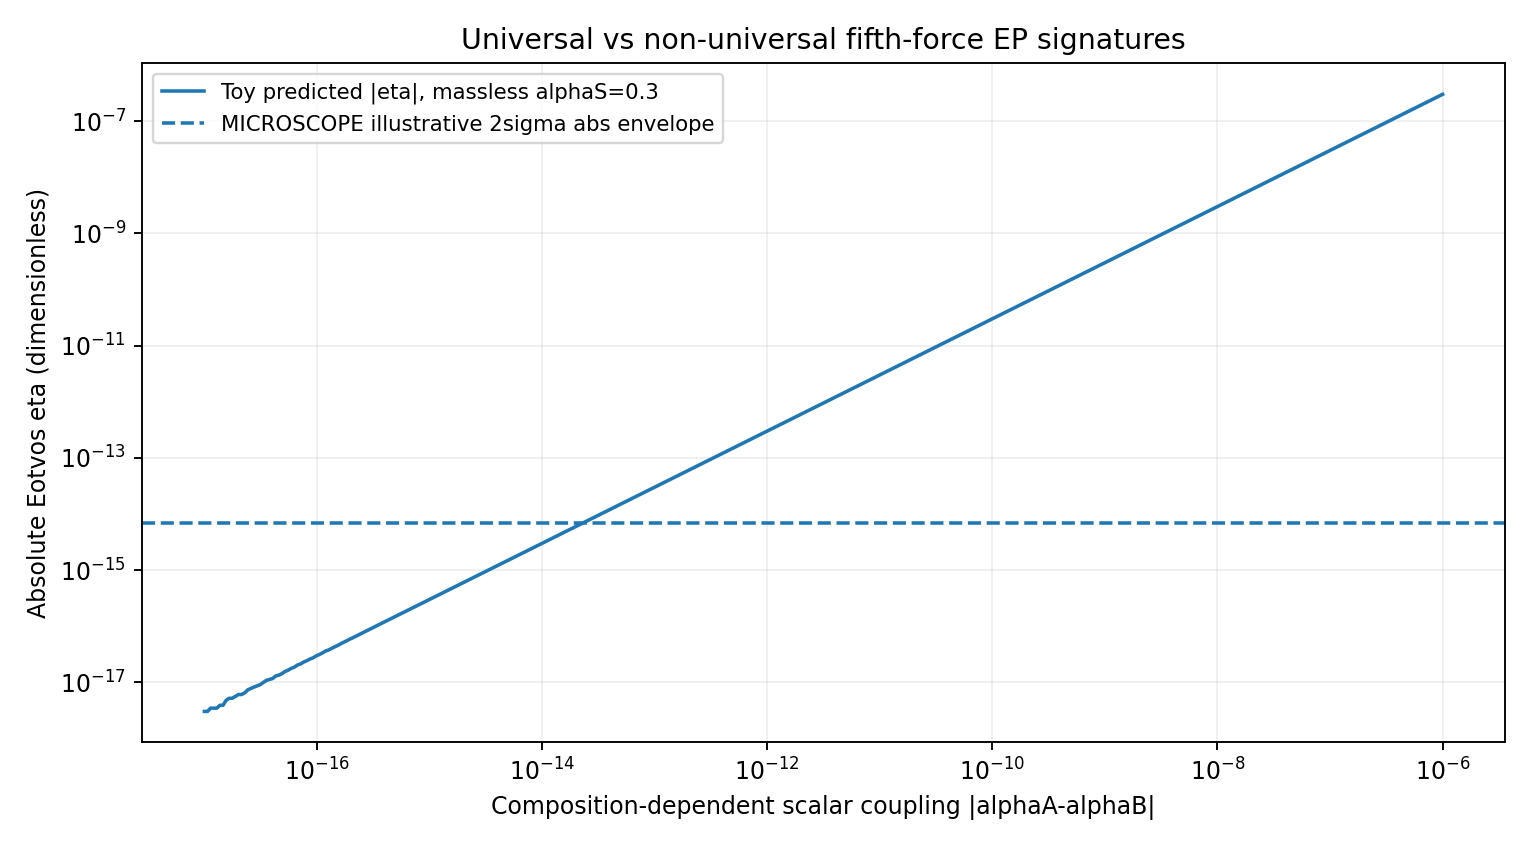 Universal vs non-universal fifth-force EP signatures
Toy predicted |eta|, massless alphaS=0.3
MICROSCOPE illustrative 2sigma abs envelope
Absolute Eotvos eta (dimensionless)
10⁻⁷
10⁻⁹
10⁻¹¹
10⁻¹³
10⁻¹⁵
10⁻¹⁷
10⁻¹⁶ 10⁻¹⁴ 10⁻¹² 10⁻¹⁰ 10⁻⁸ 10⁻⁶
Composition-dependent scalar coupling |alphaA-alphaB|